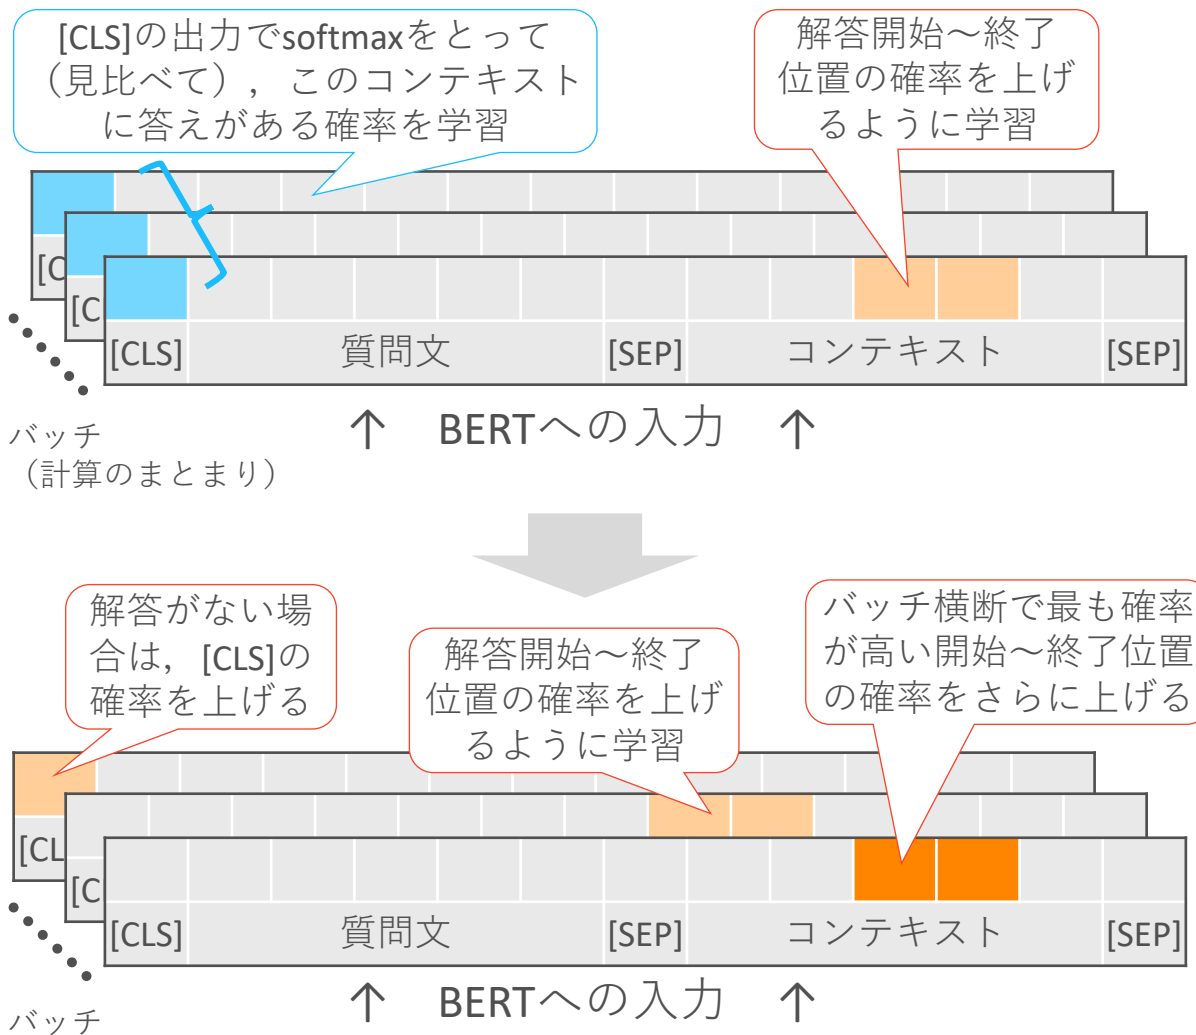 [CLS]の出力でsoftmaxをとって
（見比べて），このコンテキスト
に答えがある確率を学習
解答開始～終了
位置の確率を上げ
るように学習
[C
[C
[CLS] 質問文 [SEP] コンテキスト [SEP]
↑ BERTへの入力 ↑
バッチ
（計算のまとまり）
解答がない場
合は，[CLS]の
確率を上げる
解答開始～終了
位置の確率を上げ
るように学習
バッチ横断で最も確率
が高い開始～終了位置
の確率をさらに上げる
[CL
[C
[CLS] 質問文 [SEP] コンテキスト [SEP]
↑ BERTへの入力 ↑
バッチ